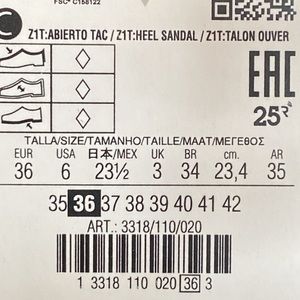 FSC® C168122
C
Z1T:ABIERTO TAC / Z1T:HEEL SANDAL / Z1T:TALON OUVER
EAC
25
TALLA/SIZE/TAMANHO/TAILLE/MAAT/ΜΕΓΕΘΟΣ
EUR USA 日本/MEX UK BR cm. AR
36 6 23½ 3 34 23,4 35
35 36 37 38 39 40 41 42
ART.: 3318/110/020
1 3318 110 020 36 3